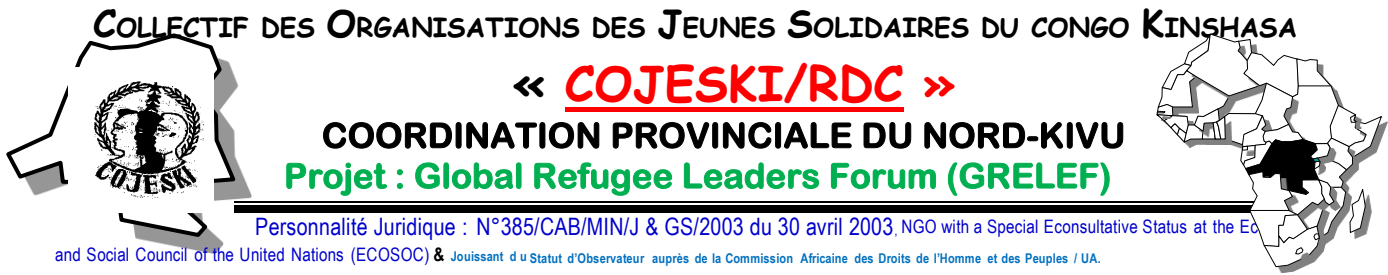 COLLECTIF DES ORGANISATIONS DES JEUNES SOLIDAIRES DU CONGO KINSHASA
« COJESKI/RDC »
COORDINATION PROVINCIALE DU NORD-KIVU
COJESKI
Projet : Global Refugee Leaders Forum (GRELEF)
Personnalité Juridique : N°385/CAB/MIN/J & GS/2003 du 30 avril 2003, NGO with a Special Econsultative Status at the
and Social Council of the United Nations (ECOSOC) & Jouissant d u Statut d'Observateur auprès de la Commission Africaine des Droits de l'Homme et des Peuples / UA.